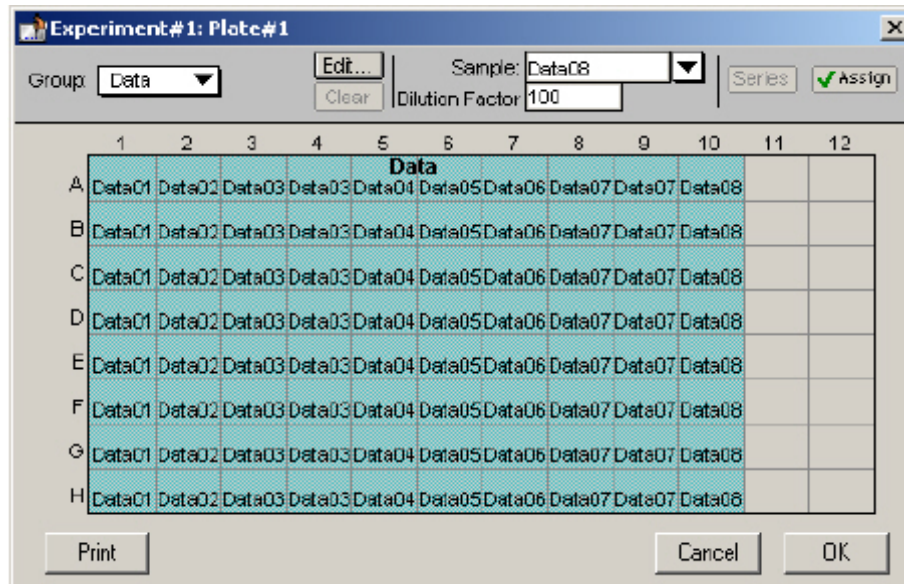 Experiment#1: Plate#1
Group: Data Edit... Sample: Data08 Series Assign
Clear Dilution Factor 100
1 2 3 4 5 6 7 8 9 10 11 12
Data
A Data01 Data02 Data03 Data03 Data04 Data05 Data06 Data07 Data07 Data08
B Data01 Data02 Data03 Data03 Data04 Data05 Data06 Data07 Data07 Data08
C Data01 Data02 Data03 Data03 Data04 Data05 Data06 Data07 Data07 Data08
D Data01 Data02 Data03 Data03 Data04 Data05 Data06 Data07 Data07 Data08
E Data01 Data02 Data03 Data03 Data04 Data05 Data06 Data07 Data07 Data08
F Data01 Data02 Data03 Data03 Data04 Data05 Data06 Data07 Data07 Data08
G Data01 Data02 Data03 Data03 Data04 Data05 Data06 Data07 Data07 Data08
H Data01 Data02 Data03 Data03 Data04 Data05 Data06 Data07 Data07 Data08
Print Cancel OK